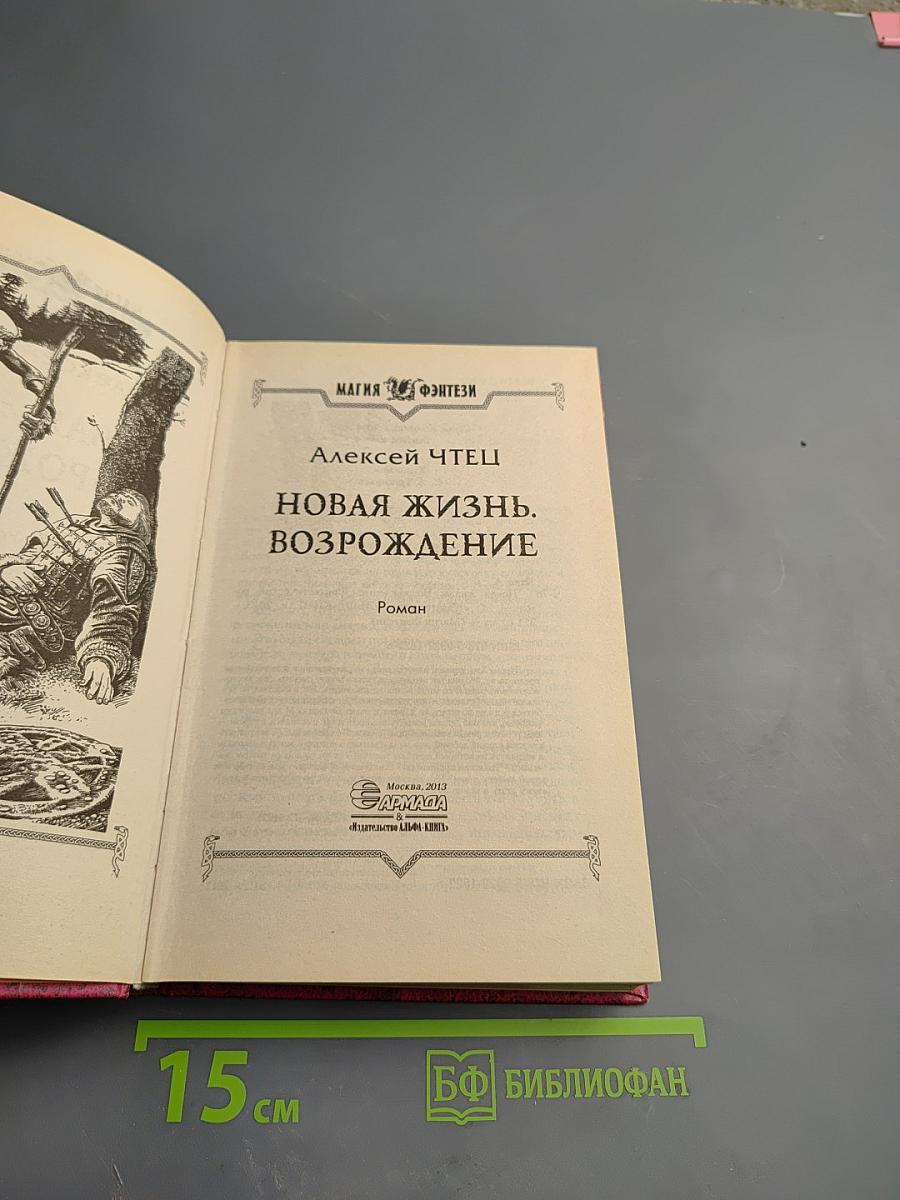 МАГИЯ ФЭНТЕЗИ
Алексей ЧТЕЦ
НОВАЯ ЖИЗНЬ.
ВОЗРОЖДЕНИЕ
Роман
Москва, 2013
АРМАДА
&
«Издательство АЛЬФА-КНИГА»
15 см
БФ БИБЛИОФАН